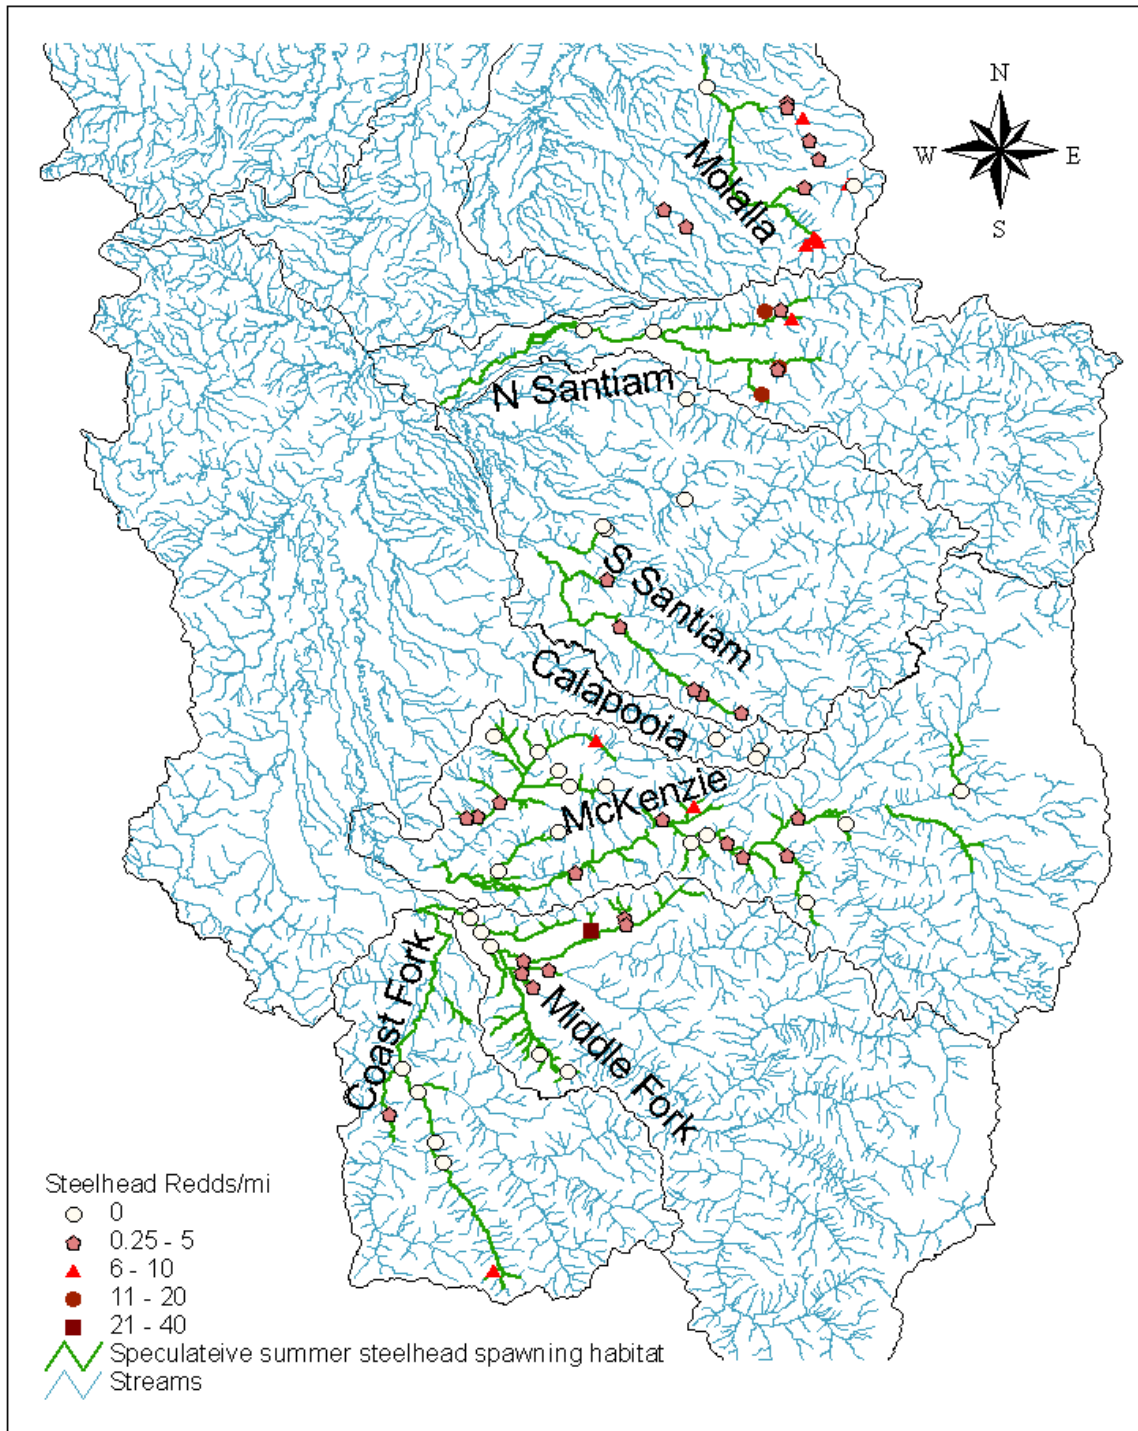 N
W
E
S
Molalla
N Santiam
S Santiam
Calapooia
McKenzie
Coast Fork
Middle Fork
Steelhead Redds/mi
0
0.25 - 5
6 - 10
11 - 20
21 - 40
Speculateive summer steelhead spawning habitat
Streams